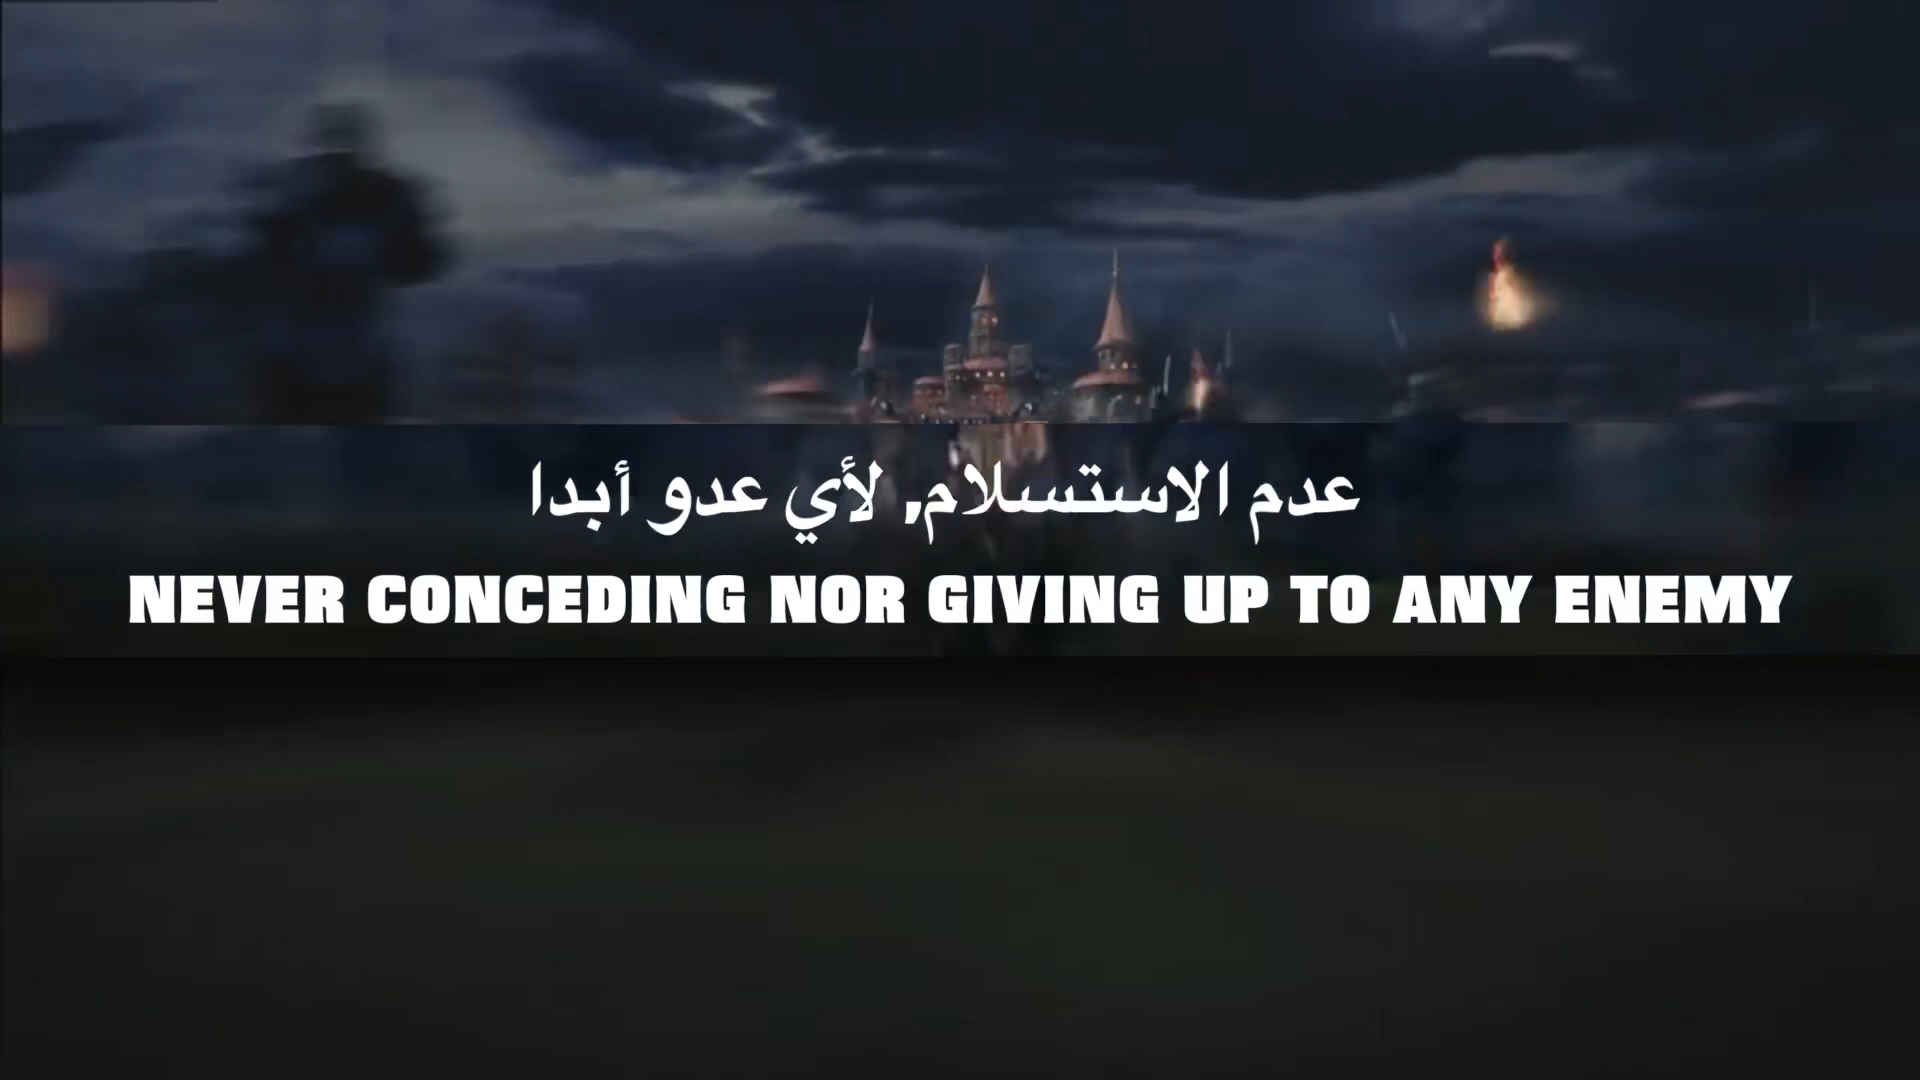 عدم الاستسلام, لأي عدو أبدا
NEVER CONCEDING NOR GIVING UP TO ANY ENEMY